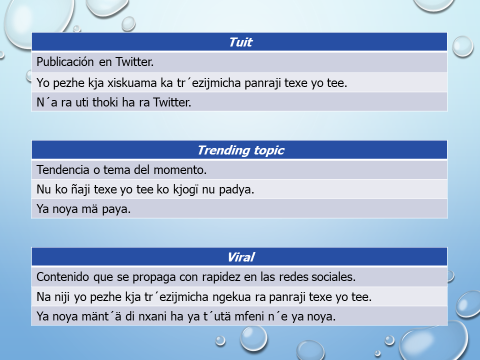 Tuit
Publicación en Twitter.
Yo pezhe kja xiskuama ka tr´ezijmicha panraji texe yo tee.
N´a ra uti thoki ha ra Twitter.
Trending topic
Tendencia o tema del momento.
Nu ko ñaji texe yo tee ko kjogï nu padya.
Ya noya mä paya.
Viral
Contenido que se propaga con rapidez en las redes sociales.
Na niji yo pezhe kja tr´ezijmicha ngekua ra panraji texe yo tee.
Ya noya mänt´ä di nxani ha ya t´utä mfeni n´e ya noya.